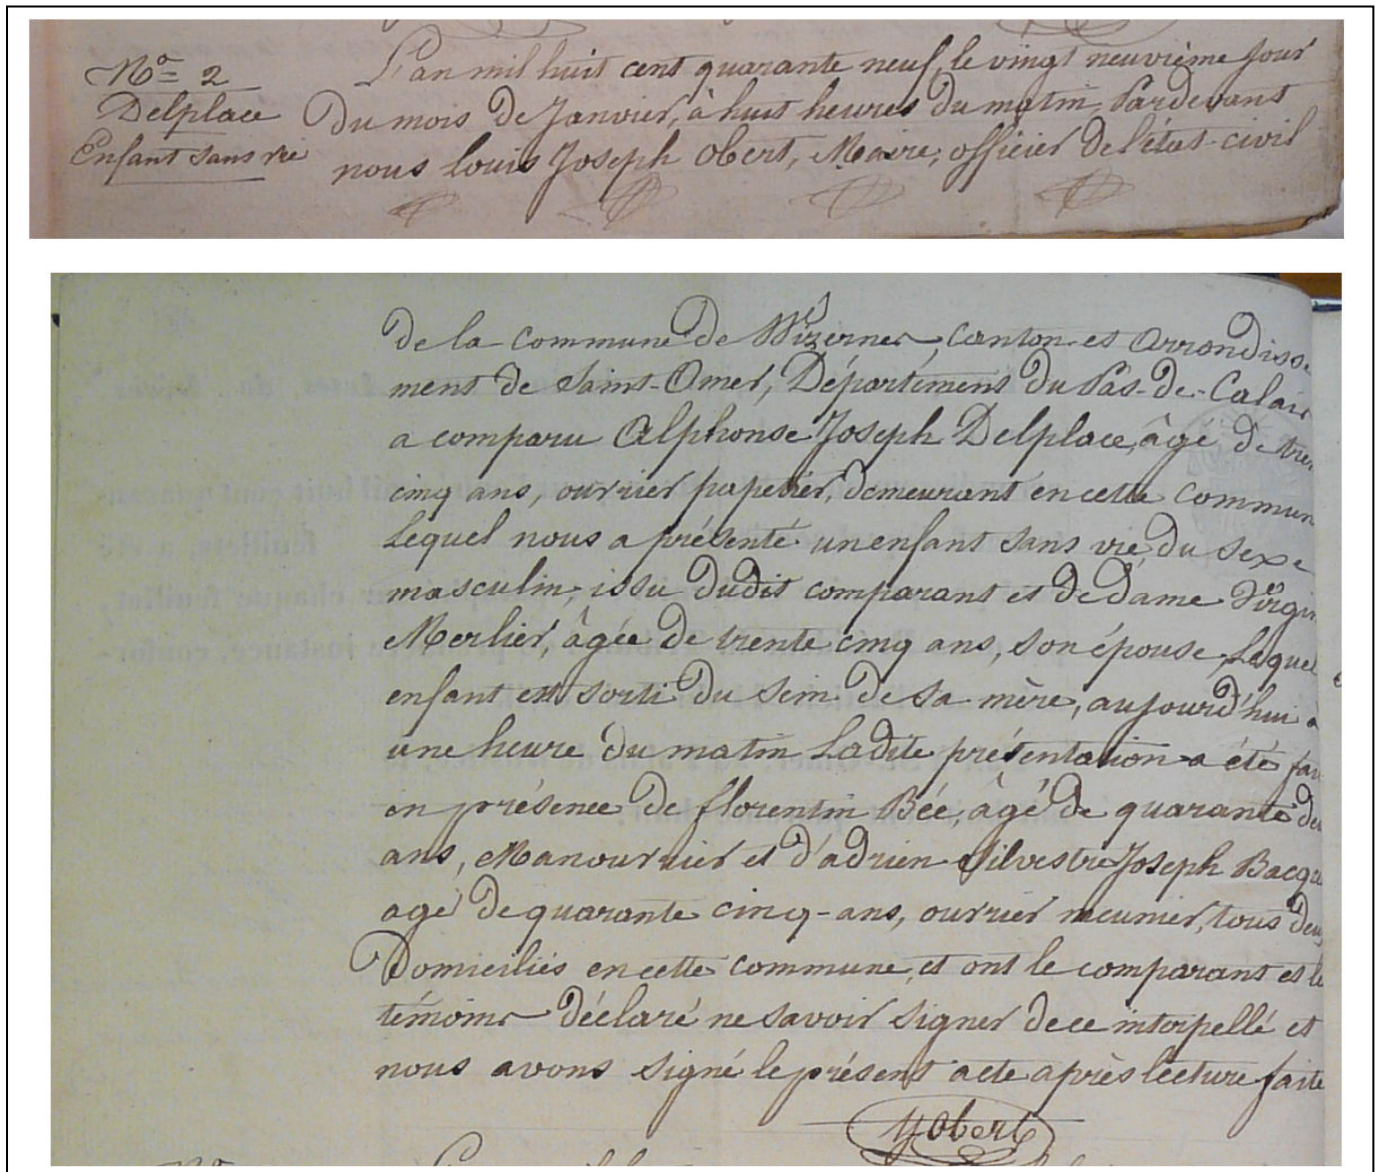 N.o 2
Delplace
Enfant sans vie
L'an mil huit cent quarante neuf, le vingt neuvième jour
du mois de Janvier, à huit heures du matin, Pardevant
nous Louis Joseph Obert, Maire, officier de l'état-civil
de la Commune de Wizernes, Canton et Arrondisse
ment de Saint-Omer, Département du Pas-de-Calais
a comparu Alphonse Joseph Delplace, âgé de tren
cinq ans, ouvrier papetier, demeurant en cette Commun
Lequel nous a présenté un enfant sans vie, du sexe
masculin, issu dudit comparant et de dame Virgin
Merlier, âgée de trente cinq ans, son épouse, Lequel
enfant est sorti du sein de sa mère, aujourd'hui à
une heure du matin Ladite présentation a été fai
en présence de florentin Bée, âgé de quarante deu
ans, Manouvrier et d'adrien Silvestre Joseph Bacqu
agé de quarante cinq-ans, ouvrier meunier, tous deux
Domiciliés en cette commune, et ont le comparant et le
témoins déclaré ne savoir signer de ce interpellé et
nous avons signé le présent acte après lecture faite
Obert